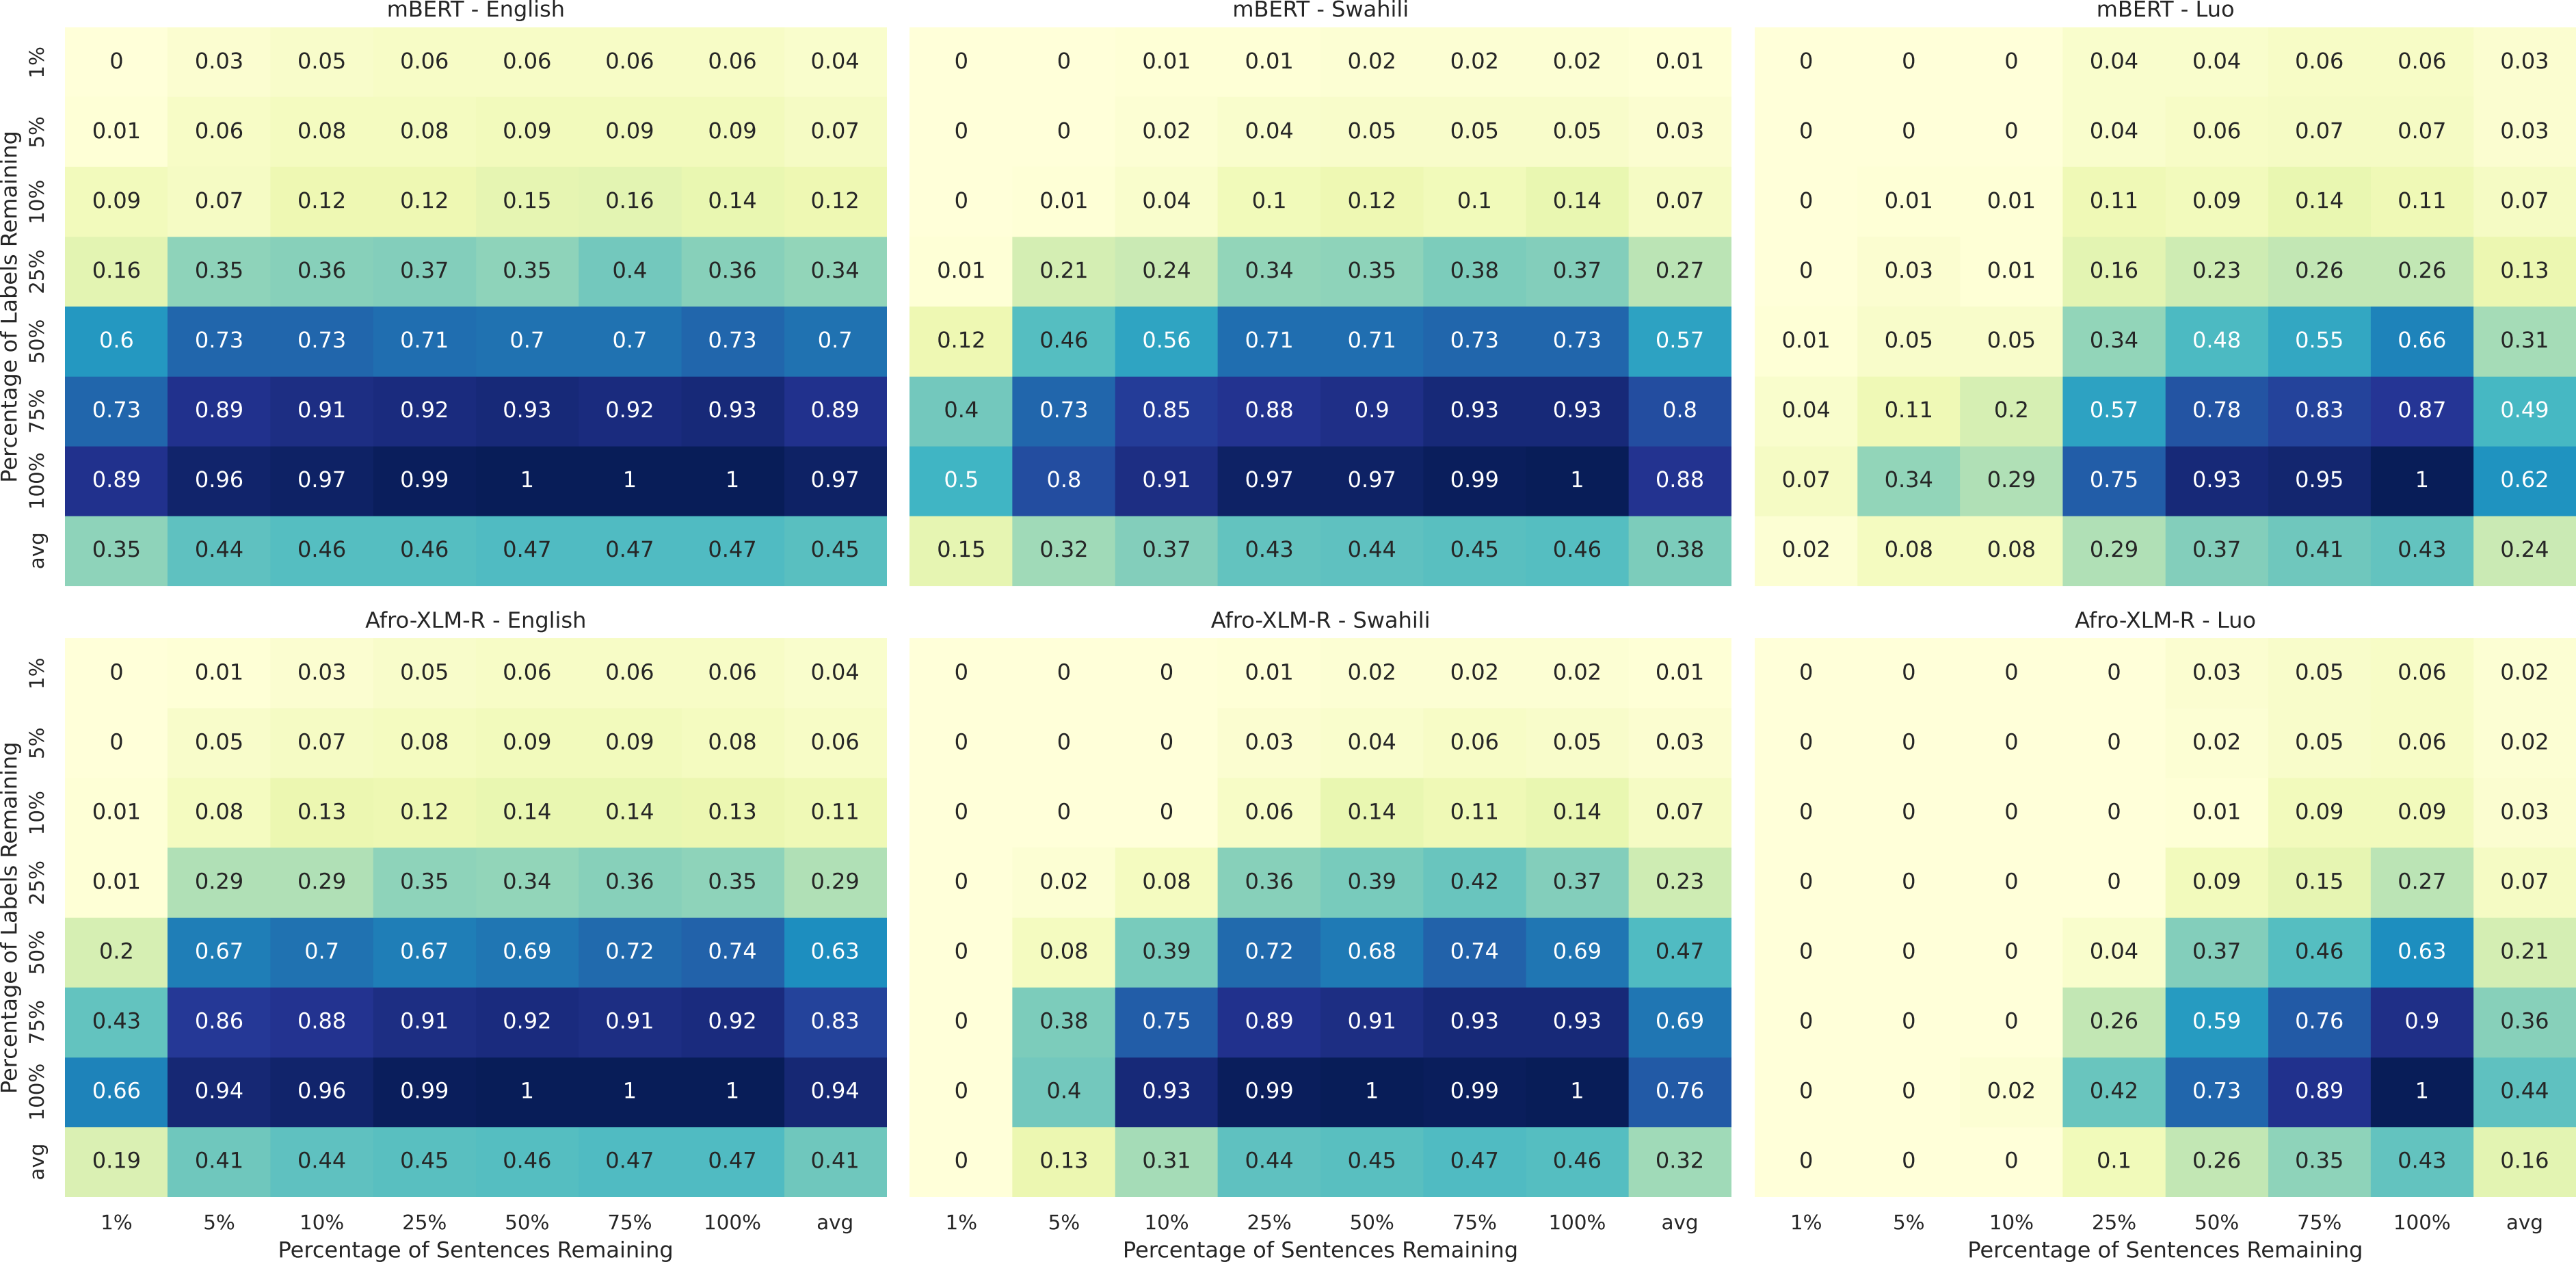 mBERT - English mBERT - Swahili mBERT - Luo
Percentage of Labels Remaining
1% 0 0.03 0.05 0.06 0.06 0.06 0.06 0.04 0 0 0.01 0.01 0.02 0.02 0.02 0.01 0 0 0 0.04 0.04 0.06 0.06 0.03
5% 0.01 0.06 0.08 0.08 0.09 0.09 0.09 0.07 0 0 0.02 0.04 0.05 0.05 0.05 0.03 0 0 0 0.04 0.06 0.07 0.07 0.03
10% 0.09 0.07 0.12 0.12 0.15 0.16 0.14 0.12 0 0.01 0.04 0.1 0.12 0.1 0.14 0.07 0 0.01 0.01 0.11 0.09 0.14 0.11 0.07
25% 0.16 0.35 0.36 0.37 0.35 0.4 0.36 0.34 0.01 0.21 0.24 0.34 0.35 0.38 0.37 0.27 0 0.03 0.01 0.16 0.23 0.26 0.26 0.13
50% 0.6 0.73 0.73 0.71 0.7 0.7 0.73 0.7 0.12 0.46 0.56 0.71 0.71 0.73 0.73 0.57 0.01 0.05 0.05 0.34 0.48 0.55 0.66 0.31
75% 0.73 0.89 0.91 0.92 0.93 0.92 0.93 0.89 0.4 0.73 0.85 0.88 0.9 0.93 0.93 0.8 0.04 0.11 0.2 0.57 0.78 0.83 0.87 0.49
100% 0.89 0.96 0.97 0.99 1 1 1 0.97 0.5 0.8 0.91 0.97 0.97 0.99 1 0.88 0.07 0.34 0.29 0.75 0.93 0.95 1 0.62
avg 0.35 0.44 0.46 0.46 0.47 0.47 0.47 0.45 0.15 0.32 0.37 0.43 0.44 0.45 0.46 0.38 0.02 0.08 0.08 0.29 0.37 0.41 0.43 0.24
Afro-XLM-R - English Afro-XLM-R - Swahili Afro-XLM-R - Luo
Percentage of Labels Remaining
1% 0 0.01 0.03 0.05 0.06 0.06 0.06 0.04 0 0 0 0.01 0.02 0.02 0.02 0.01 0 0 0 0 0.03 0.05 0.06 0.02
5% 0 0.05 0.07 0.08 0.09 0.09 0.08 0.06 0 0 0 0.03 0.04 0.06 0.05 0.03 0 0 0 0 0.02 0.05 0.06 0.02
10% 0.01 0.08 0.13 0.12 0.14 0.14 0.13 0.11 0 0 0 0.06 0.14 0.11 0.14 0.07 0 0 0 0 0.01 0.09 0.09 0.03
25% 0.01 0.29 0.29 0.35 0.34 0.36 0.35 0.29 0 0.02 0.08 0.36 0.39 0.42 0.37 0.23 0 0 0 0 0.09 0.15 0.27 0.07
50% 0.2 0.67 0.7 0.67 0.69 0.72 0.74 0.63 0 0.08 0.39 0.72 0.68 0.74 0.69 0.47 0 0 0 0.04 0.37 0.46 0.63 0.21
75% 0.43 0.86 0.88 0.91 0.92 0.91 0.92 0.83 0 0.38 0.75 0.89 0.91 0.93 0.93 0.69 0 0 0 0.26 0.59 0.76 0.9 0.36
100% 0.66 0.94 0.96 0.99 1 1 1 0.94 0 0.4 0.93 0.99 1 0.99 1 0.76 0 0 0.02 0.42 0.73 0.89 1 0.44
avg 0.19 0.41 0.44 0.45 0.46 0.47 0.47 0.41 0 0.13 0.31 0.44 0.45 0.47 0.46 0.32 0 0 0 0.1 0.26 0.35 0.43 0.16
1% 5% 10% 25% 50% 75% 100% avg 1% 5% 10% 25% 50% 75% 100% avg 1% 5% 10% 25% 50% 75% 100% avg
Percentage of Sentences Remaining Percentage of Sentences Remaining Percentage of Sentences Remaining